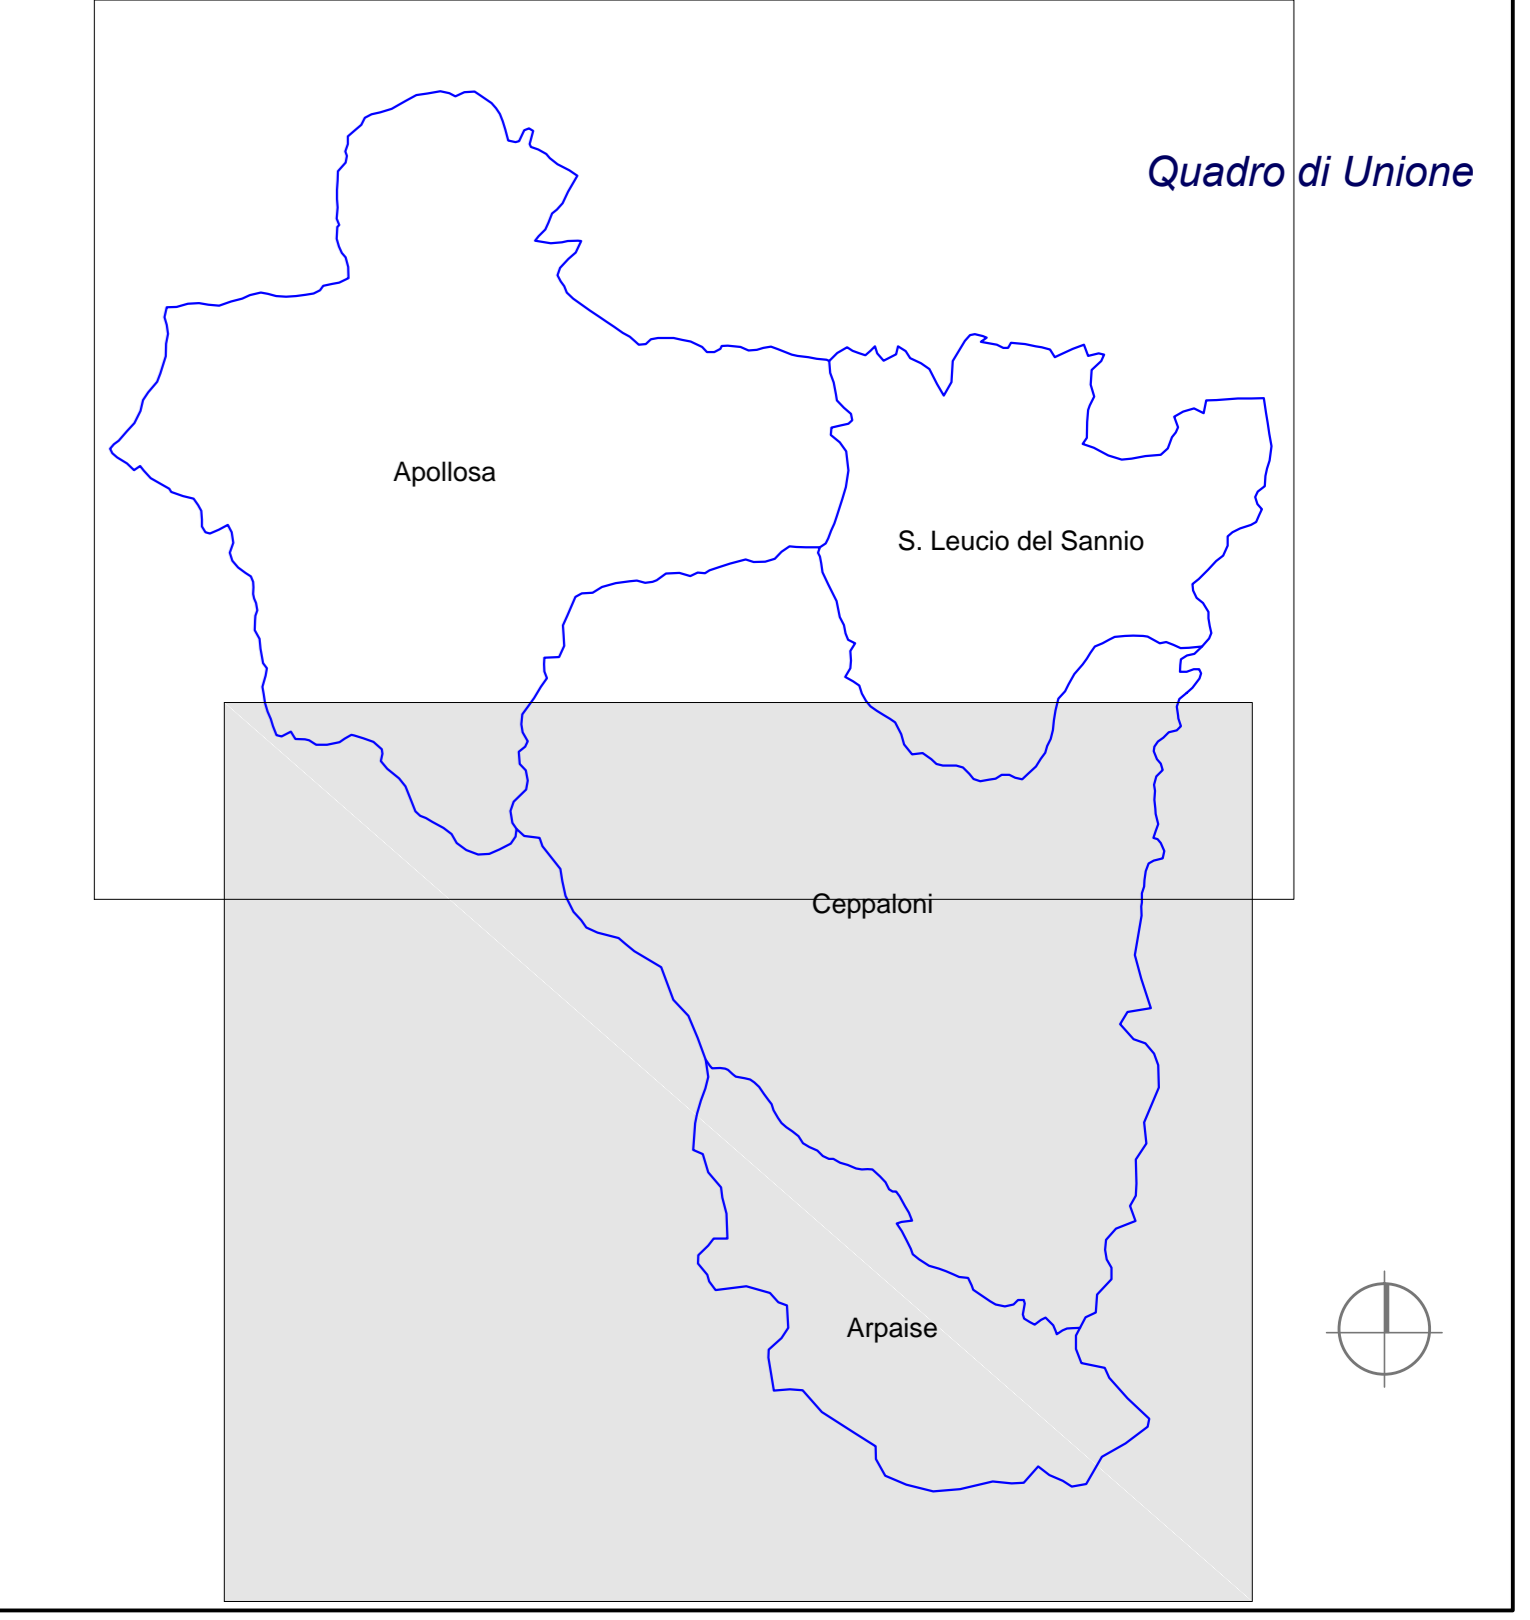 Quadro di Unione
Apollosa
S. Leucio del Sannio
Ceppaloni
Arpaise